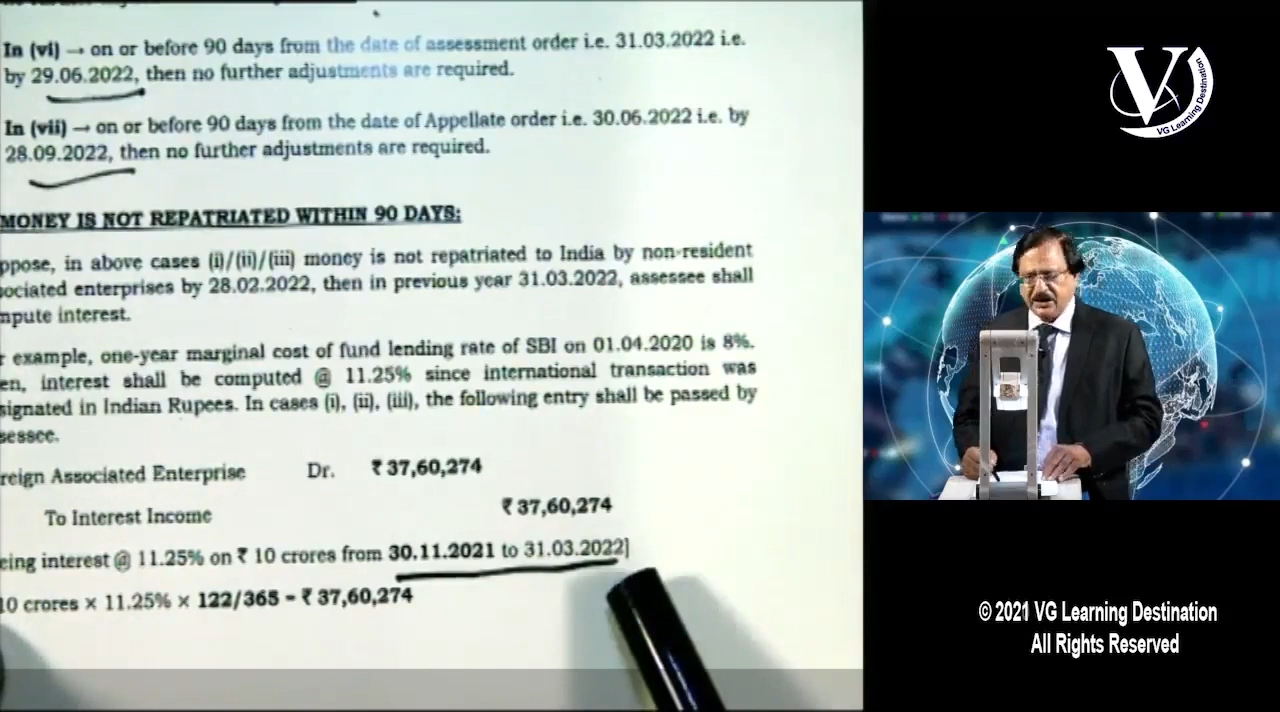 In (vi) → on or before 90 days from the date of assessment order i.e. 31.03.2022 i.e.
by 29.06.2022, then no further adjustments are required.
In (vii) → on or before 90 days from the date of Appellate order i.e. 30.06.2022 i.e. by
28.09.2022, then no further adjustments are required.
MONEY IS NOT REPATRIATED WITHIN 90 DAYS:
ppose, in above cases (i)/(ii)/(iii) money is not repatriated to India by non-resident
sociated enterprises by 28.02.2022, then in previous year 31.03.2022, assessee shall
mpute interest.
r example, one-year marginal cost of fund lending rate of SBI on 01.04.2020 is 8%.
en, interest shall be computed @ 11.25% since international transaction was
signated in Indian Rupees. In cases (i), (ii), (iii), the following entry shall be passed by
sessee.
reign Associated Enterprise Dr. ₹ 37,60,274
To Interest Income ₹ 37,60,274
eing interest @ 11.25% on ₹ 10 crores from 30.11.2021 to 31.03.2022]
10 crores × 11.25% × 122/365 = ₹ 37,60,274
V
VG Learning Destination
© 2021 VG Learning Destination
All Rights Reserved